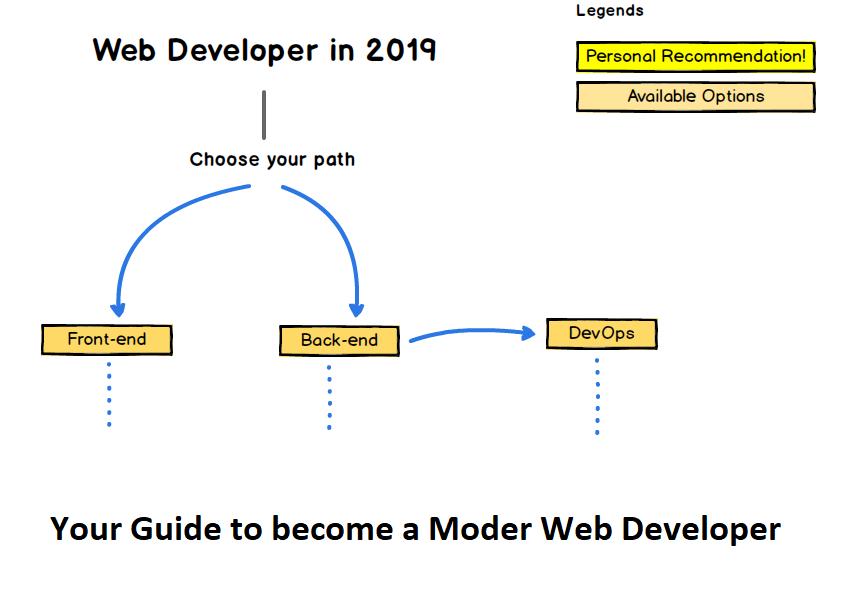 Legends
Web Developer in 2019
Personal Recommendation!
Available Options
Choose your path
Front-end
Back-end
DevOps
Your Guide to become a Moder Web Developer